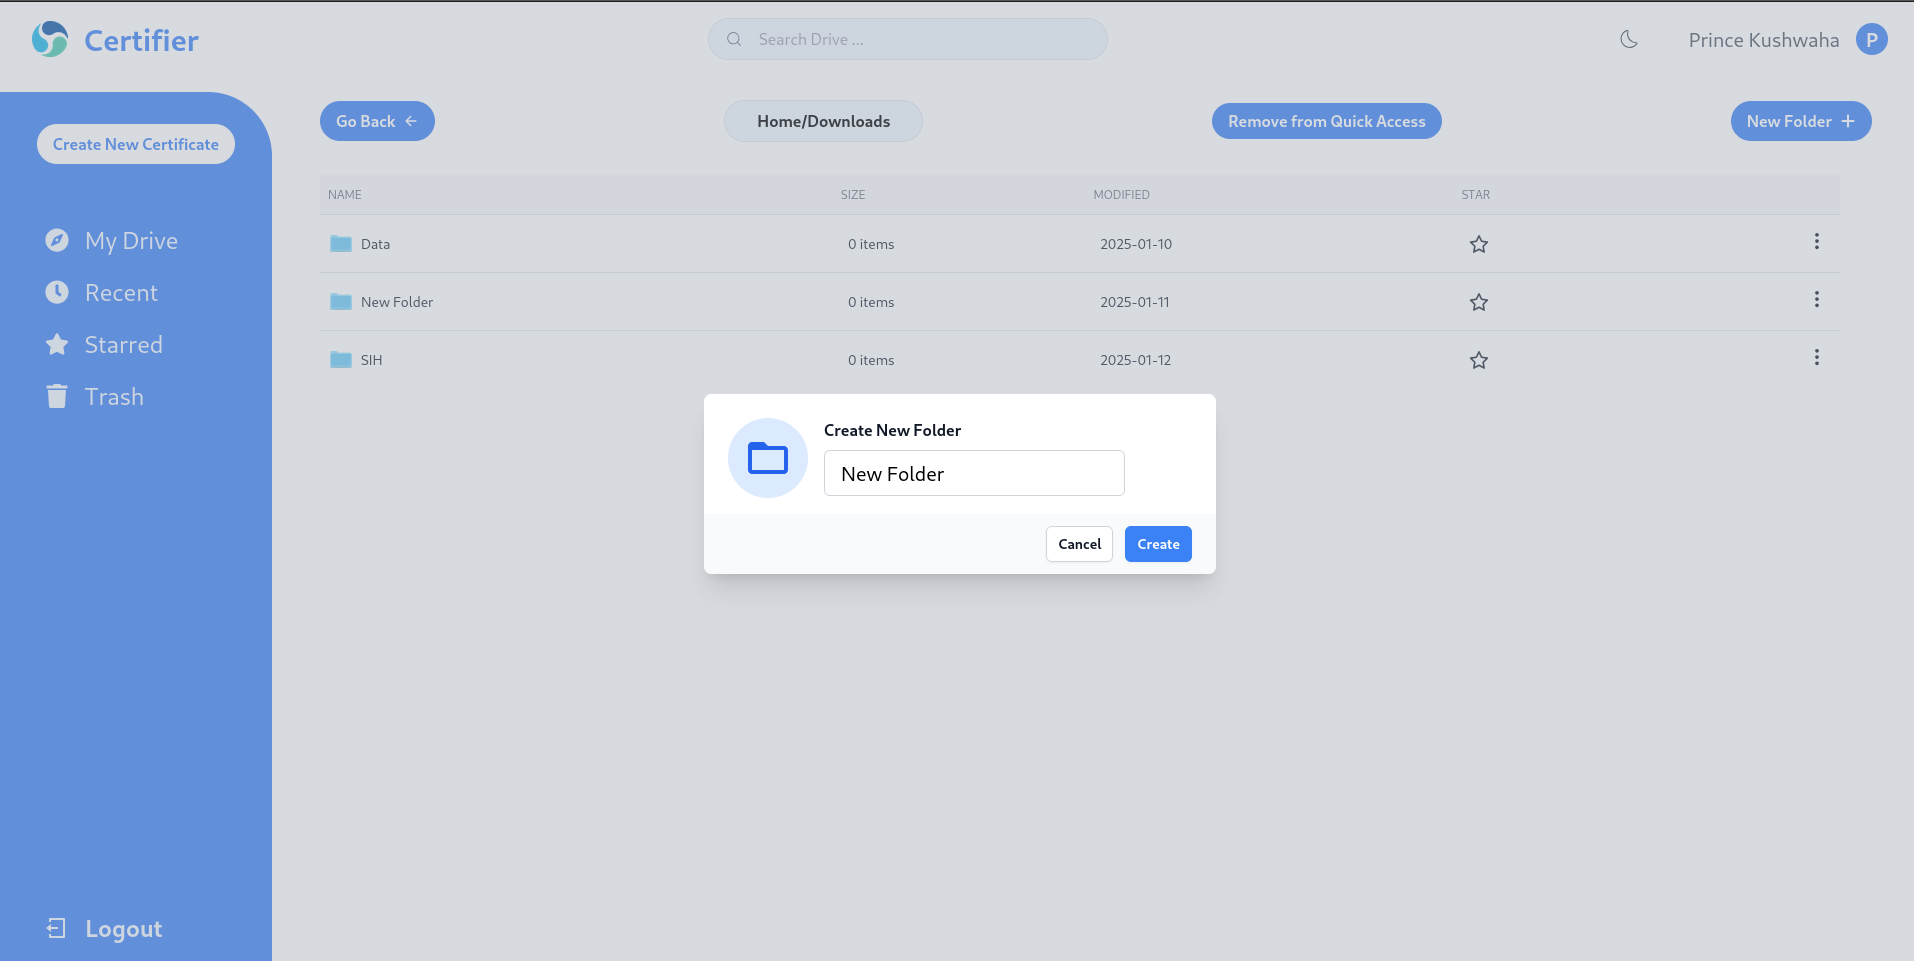 Certifier
Search Drive ...
Prince Kushwaha
P
Create New Certificate
My Drive
Recent
Starred
Trash
Logout
Go Back
Home/Downloads
Remove from Quick Access
New Folder
NAME SIZE MODIFIED STAR
Data 0 items 2025-01-10
New Folder 0 items 2025-01-11
SIH 0 items 2025-01-12
Create New Folder
New Folder
Cancel
Create